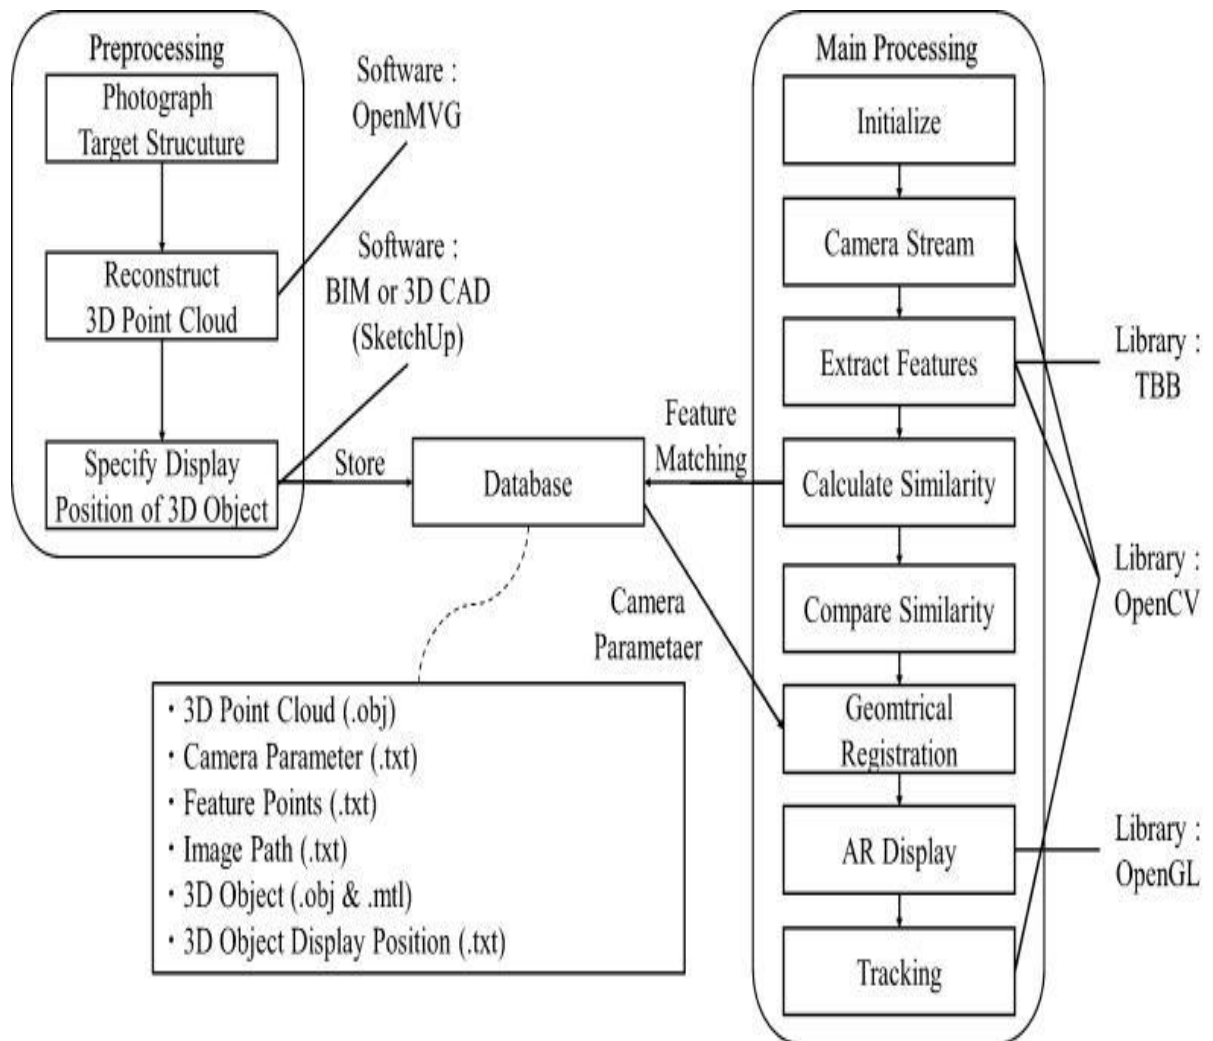 Preprocessing
Photograph
Target Strucuture
Reconstruct
3D Point Cloud
Specify Display
Position of 3D Object
Software :
OpenMVG
Software :
BIM or 3D CAD
(SketchUp)
Store
Database
Feature
Matching
Camera
Parametaer
・3D Point Cloud (.obj)
・Camera Parameter (.txt)
・Feature Points (.txt)
・Image Path (.txt)
・3D Object (.obj & .mtl)
・3D Object Display Position (.txt)
Main Processing
Initialize
Camera Stream
Extract Features
Calculate Similarity
Compare Similarity
Geomtrical
Registration
AR Display
Tracking
Library :
TBB
Library :
OpenCV
Library :
OpenGL